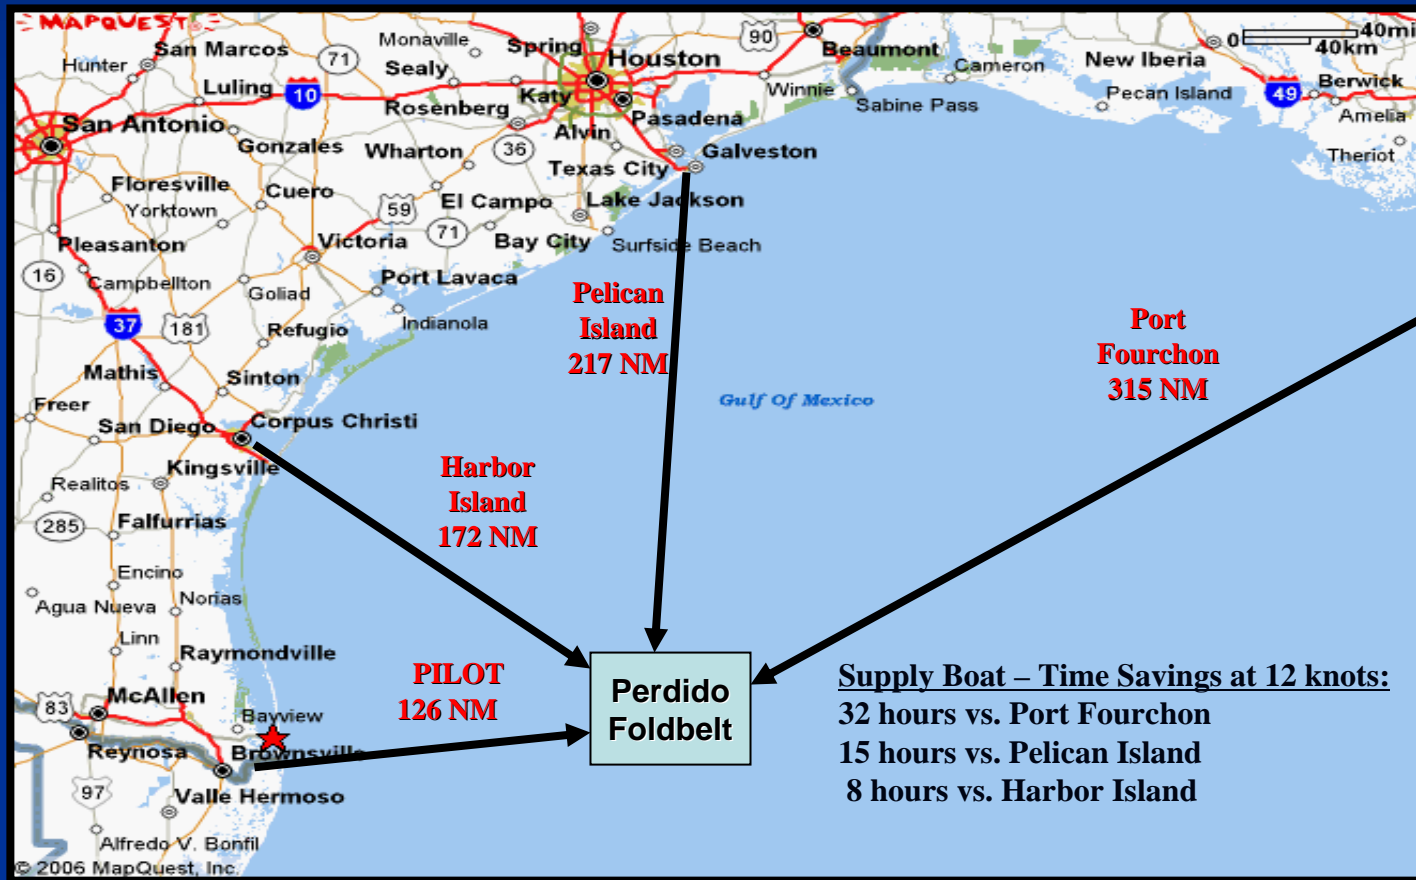 MAPQUEST
San Marcos
71
Monaville
Spring
Houston
90
Beaumont
0
40mi
40km
Hunter
Luling
10
Sealy
Katy
Winnie
Cameron
New Iberia
49
Berwick
Rosenberg
Pasadena
Sabine Pass
Pecan Island
Amelia
San Antonio
Gonzales
Wharton
36
Alvin
Galveston
Theriot
Texas City
Floresville
Cuero
59
El Campo
Lake Jackson
Yorktown
71
Bay City
Surfside Beach
Pleasanton
Victoria
16
Campbellton
Goliad
Port Lavaca
Indianola
37
181
Refugio
Pelican
Island
217 NM
Port
Fourchon
315 NM
Mathis
Sinton
Gulf Of Mexico
Freer
San Diego
Corpus Christi
Kingsville
Realitos
Harbor
Island
172 NM
285
Falfurrias
Encino
Agua Nueva
Norias
Linn
Raymondville
PILOT
126 NM
Perdido
Foldbelt
83
McAllen
Bayview
Reynosa
Brownsville
97
Valle Hermoso
Alfredo V. Bonfil
© 2006 MapQuest, Inc.
Supply Boat – Time Savings at 12 knots:
32 hours vs. Port Fourchon
15 hours vs. Pelican Island
8 hours vs. Harbor Island